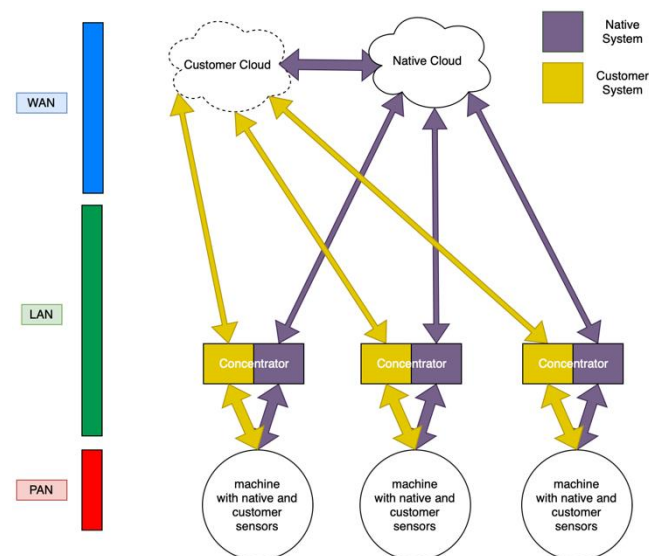 Native
System
Customer
System
Customer Cloud
Native Cloud
WAN
LAN
Concentrator
Concentrator
Concentrator
PAN
machine
with native and
customer
sensors
machine
with native and
customer
sensors
machine
with native and
customer
sensors